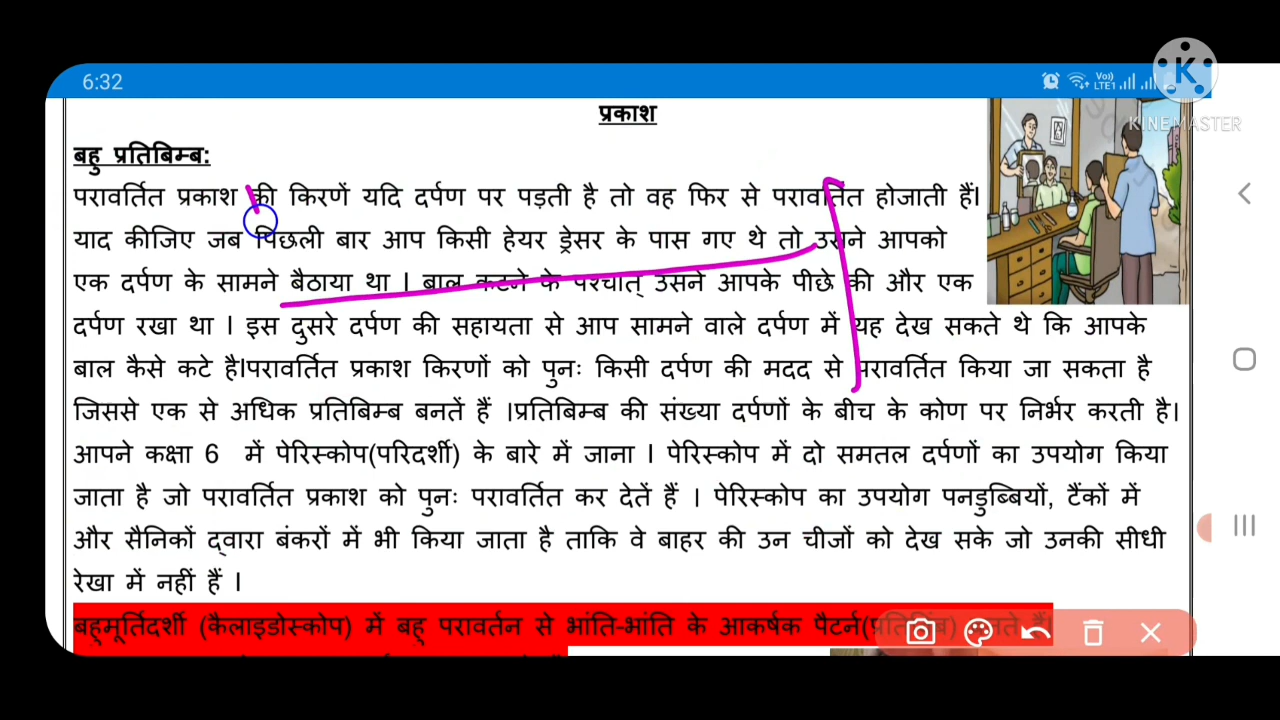 6:32
Vo))
LTE1
K
KINEMASTER
प्रकाश
बहु प्रतिबिम्ब:
परावर्तित प्रकाश की किरणें यदि दर्पण पर पड़ती है तो वह फिर से परावर्तित होजाती हैं।
याद कीजिए जब पिछली बार आप किसी हेयर ड्रेसर के पास गए थे तो उसने आपको
एक दर्पण के सामने बैठाया था । बाल कटने के पश्चात् उसने आपके पीछे की और एक
दर्पण रखा था । इस दुसरे दर्पण की सहायता से आप सामने वाले दर्पण में यह देख सकते थे कि आपके
बाल कैसे कटे है।परावर्तित प्रकाश किरणों को पुनः किसी दर्पण की मदद से परावर्तित किया जा सकता है
जिससे एक से अधिक प्रतिबिम्ब बनतें हैं ।प्रतिबिम्ब की संख्या दर्पणों के बीच के कोण पर निर्भर करती है।
आपने कक्षा 6 में पेरिस्कोप(परिदर्शी) के बारे में जाना । पेरिस्कोप में दो समतल दर्पणों का उपयोग किया
जाता है जो परावर्तित प्रकाश को पुनः परावर्तित कर देतें हैं । पेरिस्कोप का उपयोग पनडुब्बियों, टैंकों में
और सैनिकों द्वारा बंकरों में भी किया जाता है ताकि वे बाहर की उन चीजों को देख सके जो उनकी सीधी
रेखा में नहीं हैं ।
बहुमूर्तिदर्शी (कैलाइडोस्कोप) में बहु परावर्तन से भांति-भांति के आकर्षक पैटर्न(प्रतिबिंब) बनते हैं।